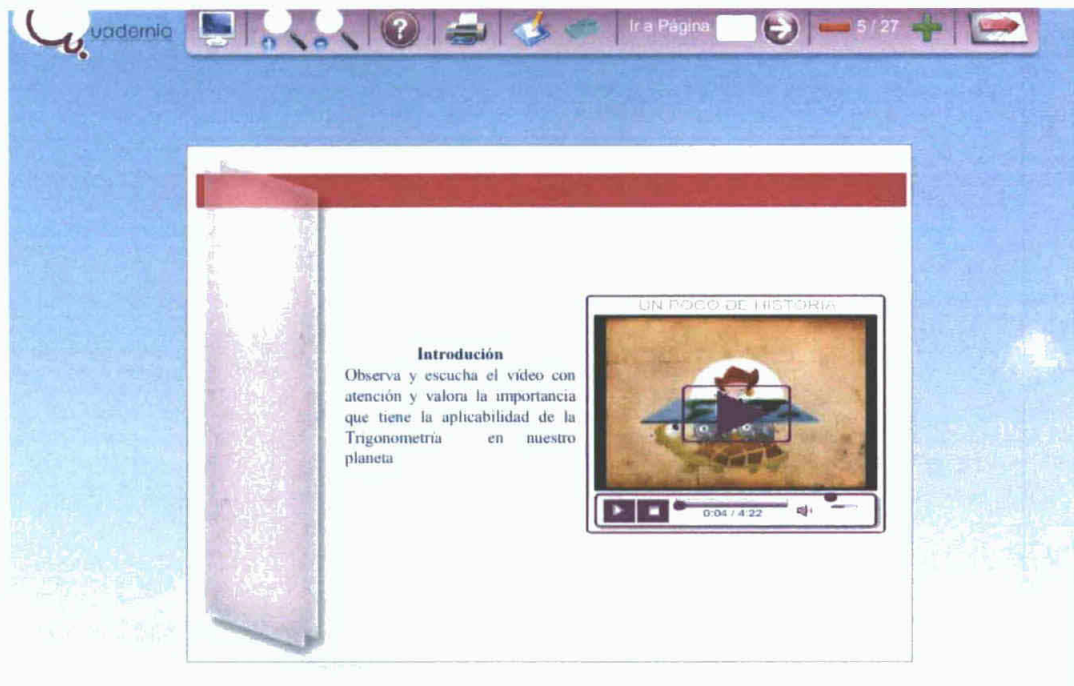 uadernia
Ir a Página
5 / 27
UN POCO DE HISTORIA
Introdución
Observa y escucha el vídeo con
atención y valora la importancia
que tiene la aplicabilidad de la
Trigonometría en nuestro
planeta
0:04 / 4:22